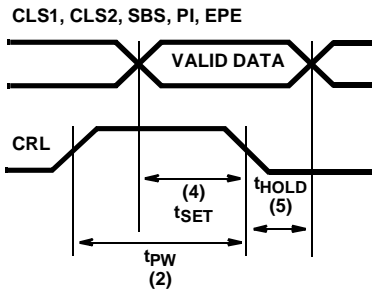 CLS1, CLS2, SBS, PI, EPE
VALID DATA
CRL
(4)
tSET
tHOLD
(5)
tPW
(2)